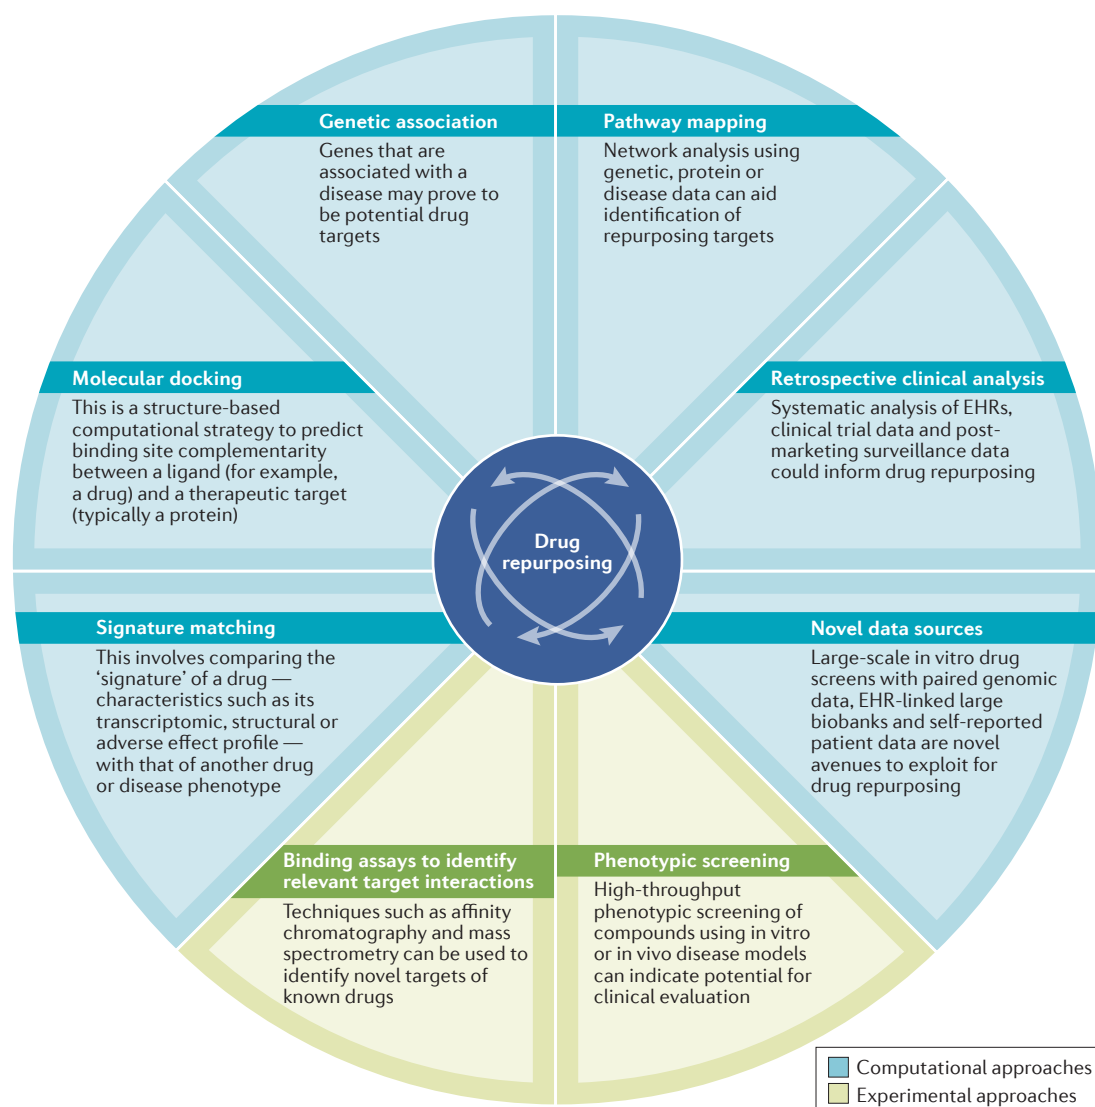 Genetic association
Genes that are
associated with a
disease may prove to
be potential drug
targets
Pathway mapping
Network analysis using
genetic, protein or
disease data can aid
identification of
repurposing targets
Molecular docking
This is a structure-based
computational strategy to predict
binding site complementarity
between a ligand (for example,
a drug) and a therapeutic target
(typically a protein)
Retrospective clinical analysis
Systematic analysis of EHRs,
clinical trial data and post-
marketing surveillance data
could inform drug repurposing
Drug
repurposing
Signature matching
This involves comparing the
‘signature’ of a drug —
characteristics such as its
transcriptomic, structural or
adverse effect profile —
with that of another drug
or disease phenotype
Novel data sources
Large-scale in vitro drug
screens with paired genomic
data, EHR-linked large
biobanks and self-reported
patient data are novel
avenues to exploit for
drug repurposing
Binding assays to identify
relevant target interactions
Techniques such as affinity
chromatography and mass
spectrometry can be used to
identify novel targets of
known drugs
Phenotypic screening
High-throughput
phenotypic screening of
compounds using in vitro
or in vivo disease models
can indicate potential for
clinical evaluation
Computational approaches
Experimental approaches